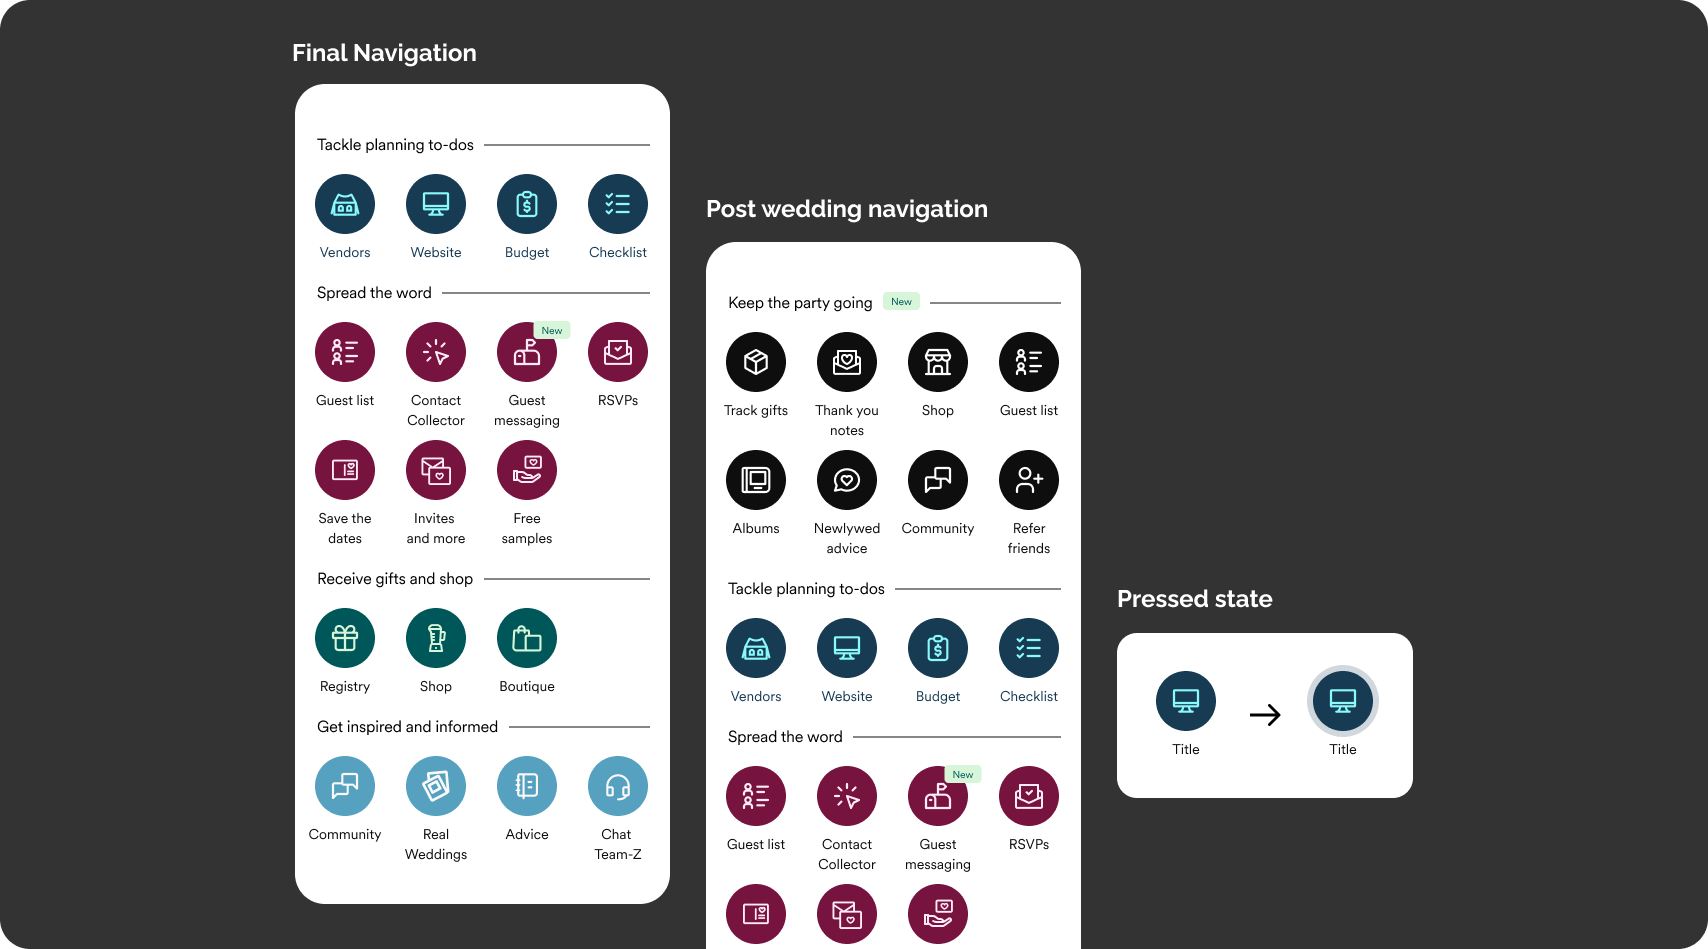 Final Navigation
Tackle planning to-dos
Vendors
Website
Budget
Checklist
Spread the word
New
Guest list
Contact
Collector
Guest
messaging
RSVPs
Save the
dates
Invites
and more
Free
samples
Receive gifts and shop
Registry
Shop
Boutique
Get inspired and informed
Community
Real
Weddings
Advice
Chat
Team-Z
Post wedding navigation
Keep the party going
New
Track gifts
Thank you
notes
Shop
Guest list
Albums
Newlywed
advice
Community
Refer
friends
Tackle planning to-dos
Vendors
Website
Budget
Checklist
Spread the word
New
Guest list
Contact
Collector
Guest
messaging
RSVPs
Pressed state
Title
Title